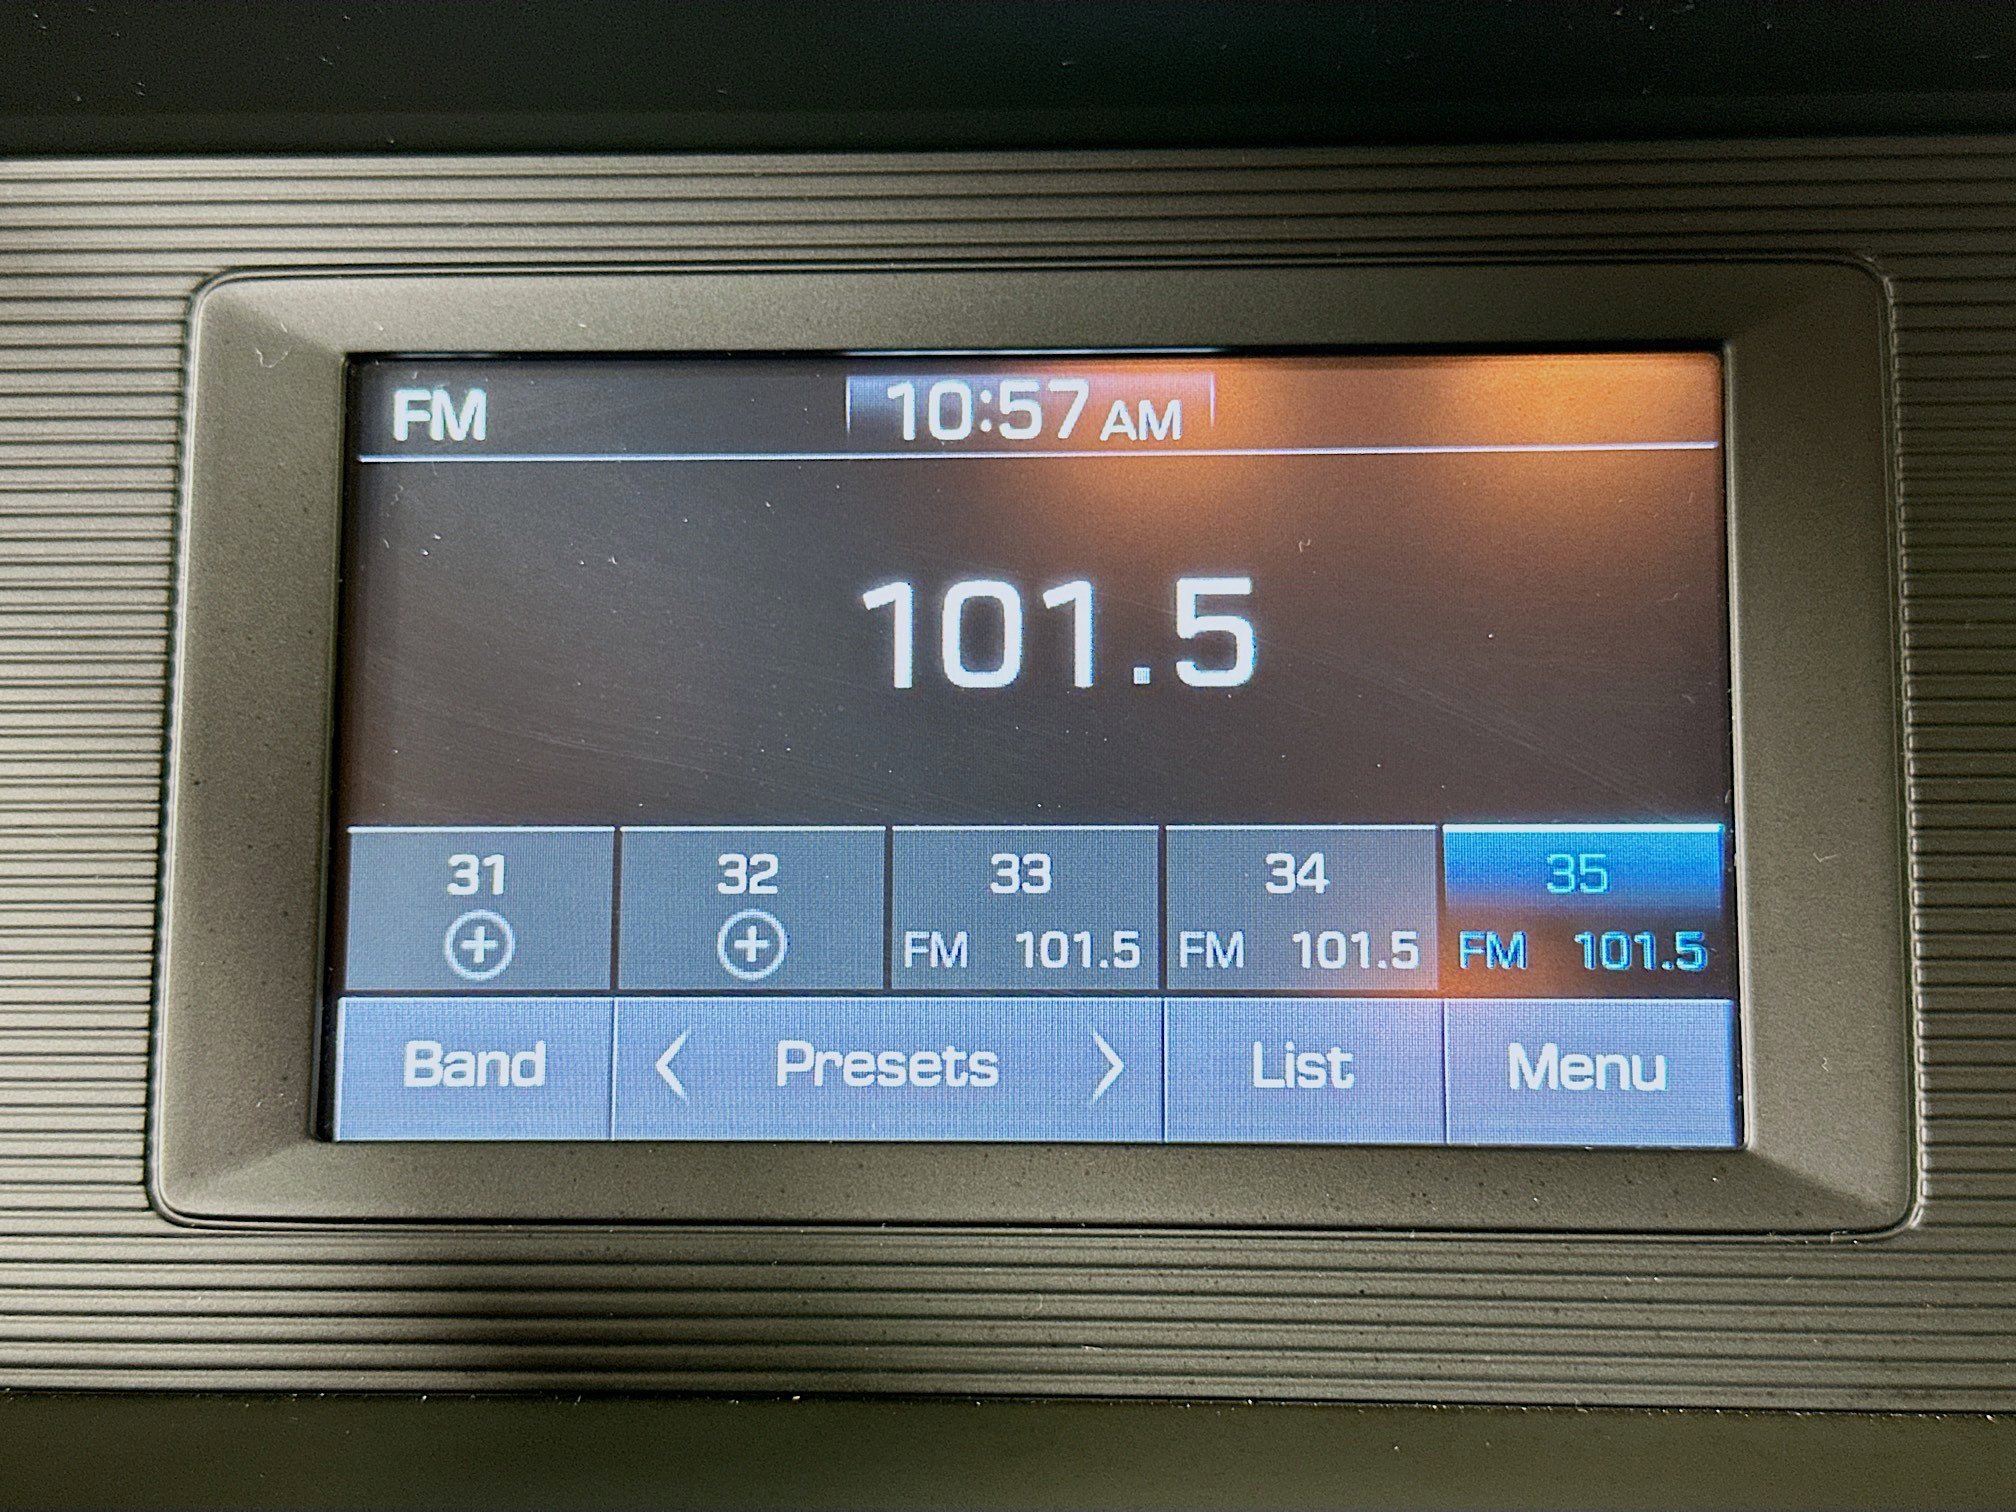 FM 10:57 AM
101.5
31 32 33 34 35
FM 101.5 FM 101.5 FM 101.5
Band < Presets > List Menu